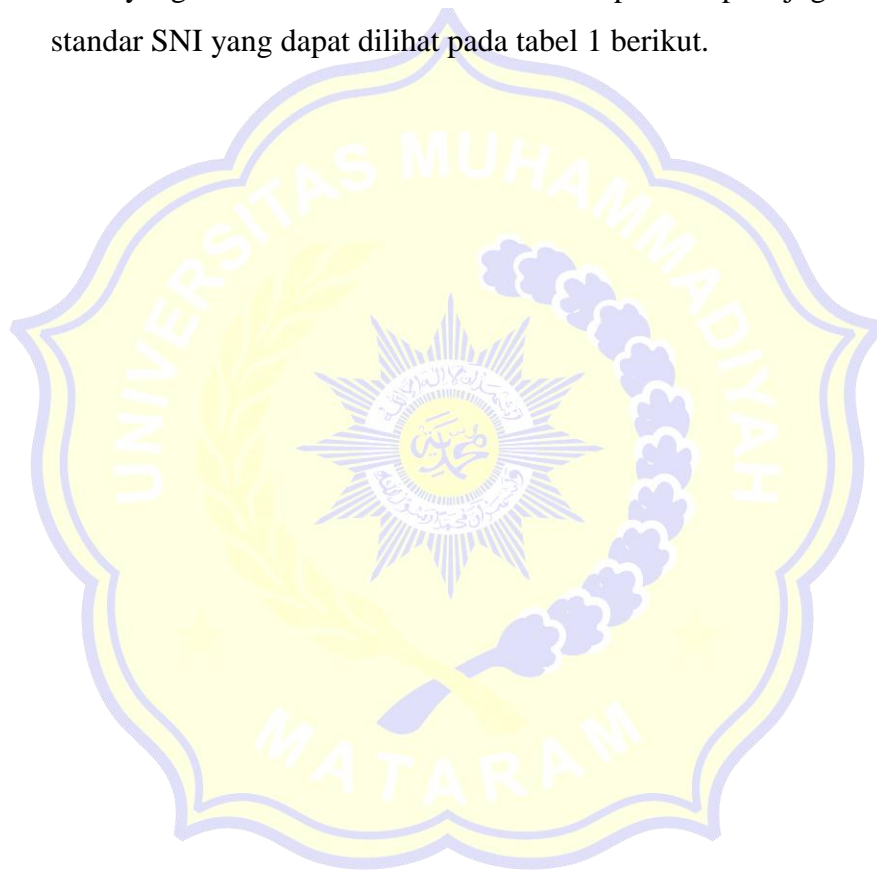 standar SNI yang dapat dilihat pada tabel 1 berikut.
UNIVERSITAS MUHAMMADIYAH
MATARAM